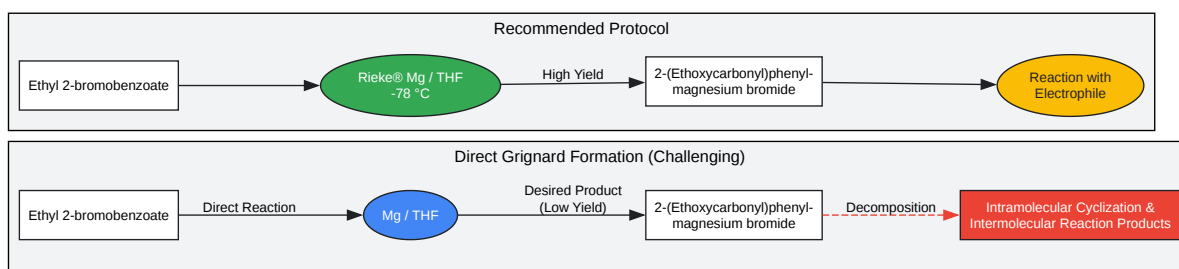 Recommended Protocol
Ethyl 2-bromobenzoate
Rieke® Mg / THF
-78 °C
High Yield
2-(Ethoxycarbonyl)phenyl-
magnesium bromide
Reaction with
Electrophile
Direct Grignard Formation (Challenging)
Ethyl 2-bromobenzoate
Direct Reaction
Mg / THF
Desired Product
(Low Yield)
2-(Ethoxycarbonyl)phenyl-
magnesium bromide
Decomposition
Intramolecular Cyclization &
Intermolecular Reaction Products